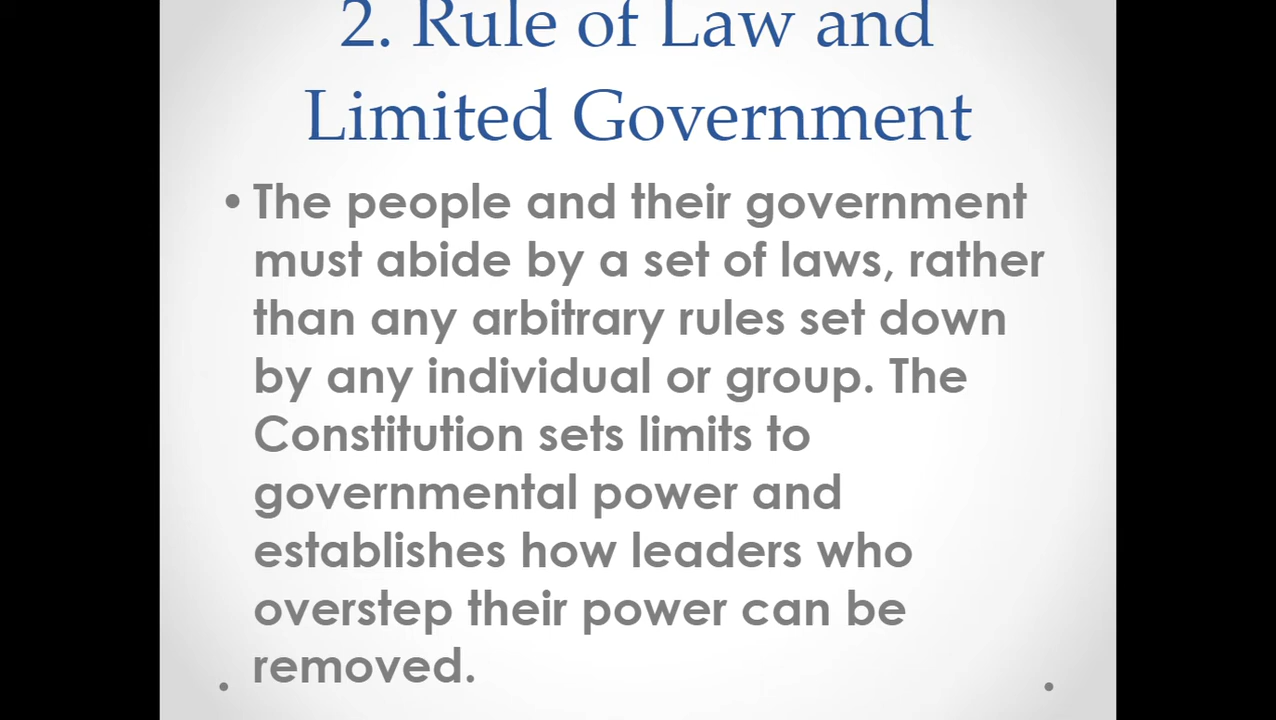 2. Rule of Law and
Limited Government
• The people and their government
must abide by a set of laws, rather
than any arbitrary rules set down
by any individual or group. The
Constitution sets limits to
governmental power and
establishes how leaders who
overstep their power can be
removed.